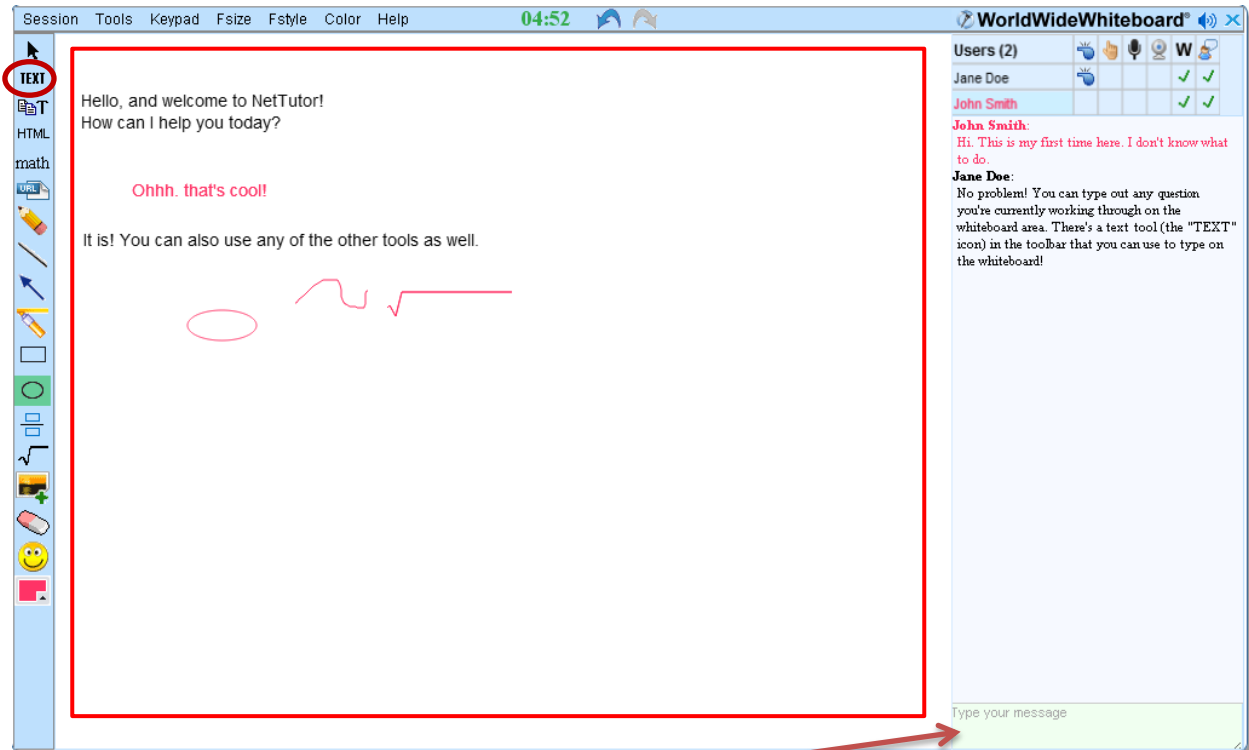 Session Tools Keypad Fsize Fstyle Color Help 04:52 WorldWideWhiteboard®
TEXT
T
HTML
math
URL
Hello, and welcome to NetTutor!
How can I help you today?
Ohhh. that's cool!
It is! You can also use any of the other tools as well.
Users (2) W
Jane Doe
John Smith
John Smith:
Hi. This is my first time here. I don't know what
to do.
Jane Doe:
No problem! You can type out any question
you're currently working through on the
whiteboard area. There's a text tool (the "TEXT"
icon) in the toolbar that you can use to type on
the whiteboard!
Type your message